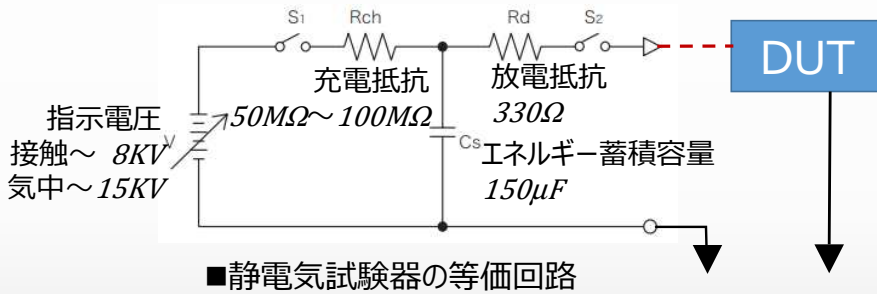 S1 Rch Rd S2
DUT
充電抵抗 放電抵抗
50MΩ～100MΩ 330Ω
指示電圧 V
接触～ 8KV
気中～15KV
Cs エネルギー蓄積容量
150μF
■静電気試験器の等価回路